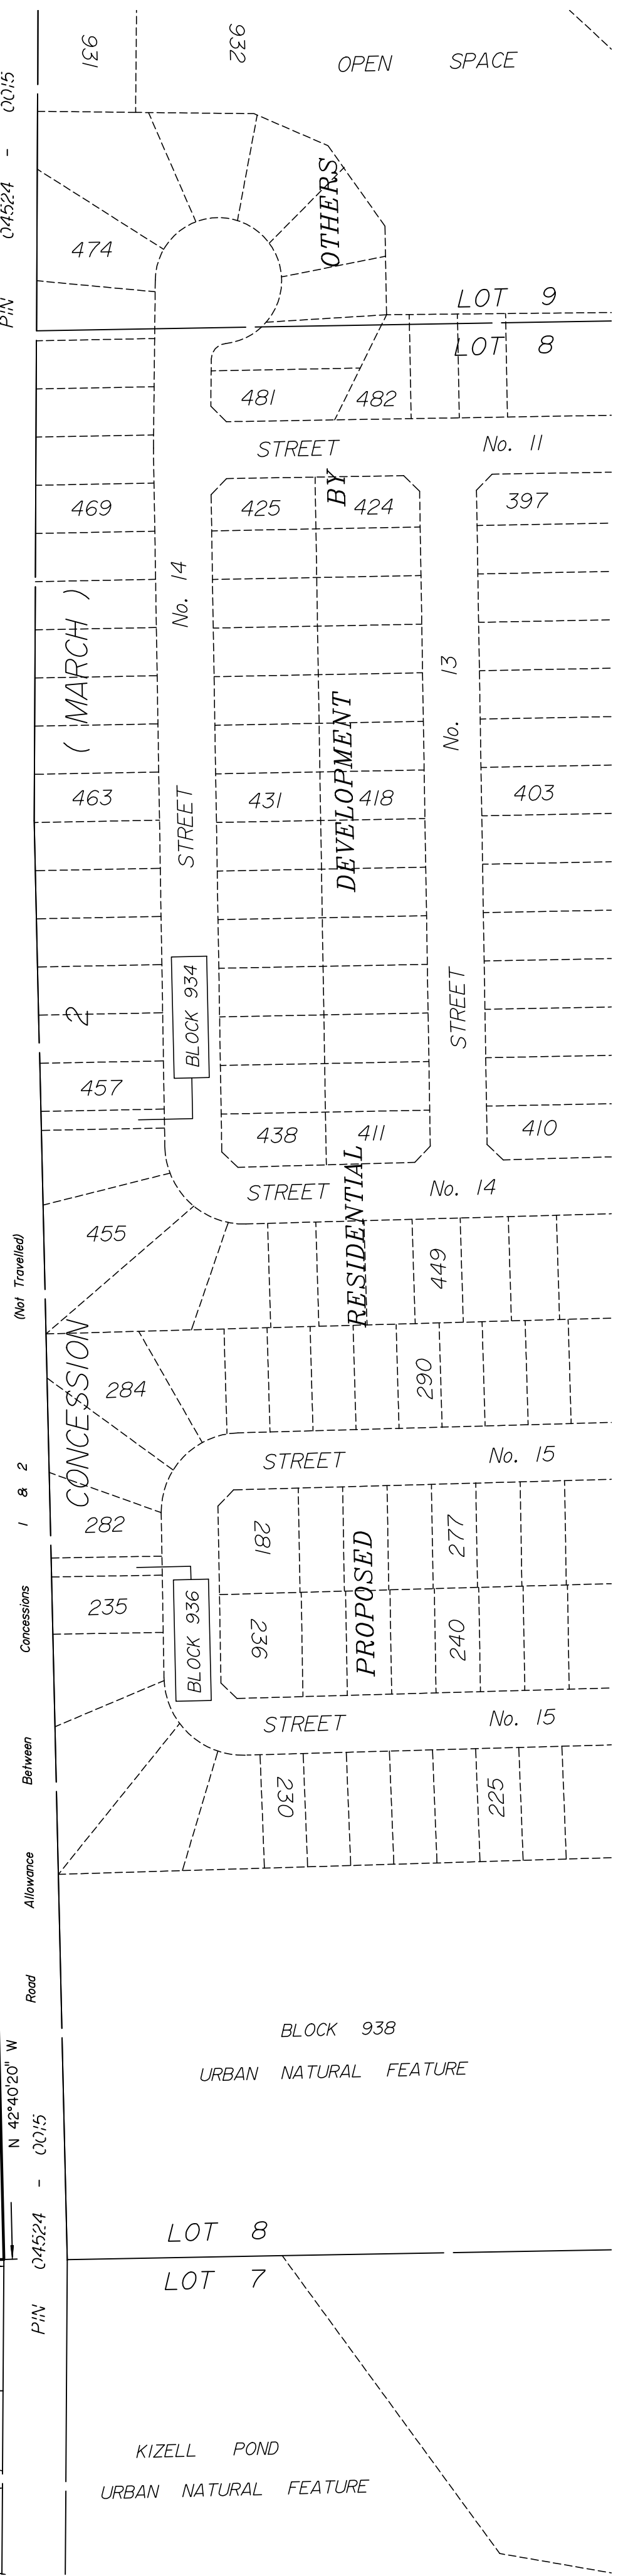 931
932
OPEN SPACE
PIN 04524 - 0015
474
OTHERS
LOT 9
LOT 8
481
482
STREET No. 11
BY
469
425
424
397
STREET No. 14
( MARCH )
STREET No. 13
DEVELOPMENT
463
431
418
403
2
BLOCK 934
457
438
411
410
STREET No. 14
RESIDENTIAL
455
449
(Not Travelled)
CONCESSION
284
290
STREET No. 15
282
281
277
PROPOSED
235
236
240
BLOCK 936
STREET No. 15
Road Allowance Between Concessions 1 & 2
230
225
BLOCK 938
URBAN NATURAL FEATURE
N 42°40'20" W
PIN 04524 - 0015
LOT 8
LOT 7
KIZELL POND
URBAN NATURAL FEATURE